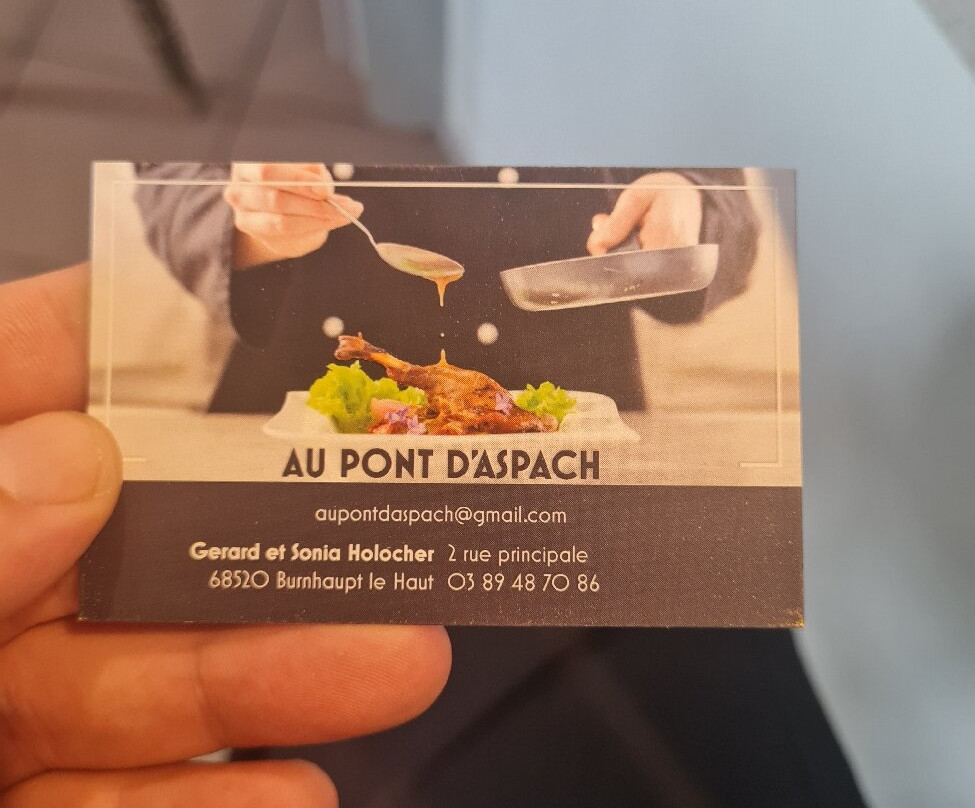 AU PONT D'ASPACH
aupontdaspach@gmail.com
Gerard et Sonia Holocher 2 rue principale
68520 Burnhaupt le Haut 03 89 48 70 86